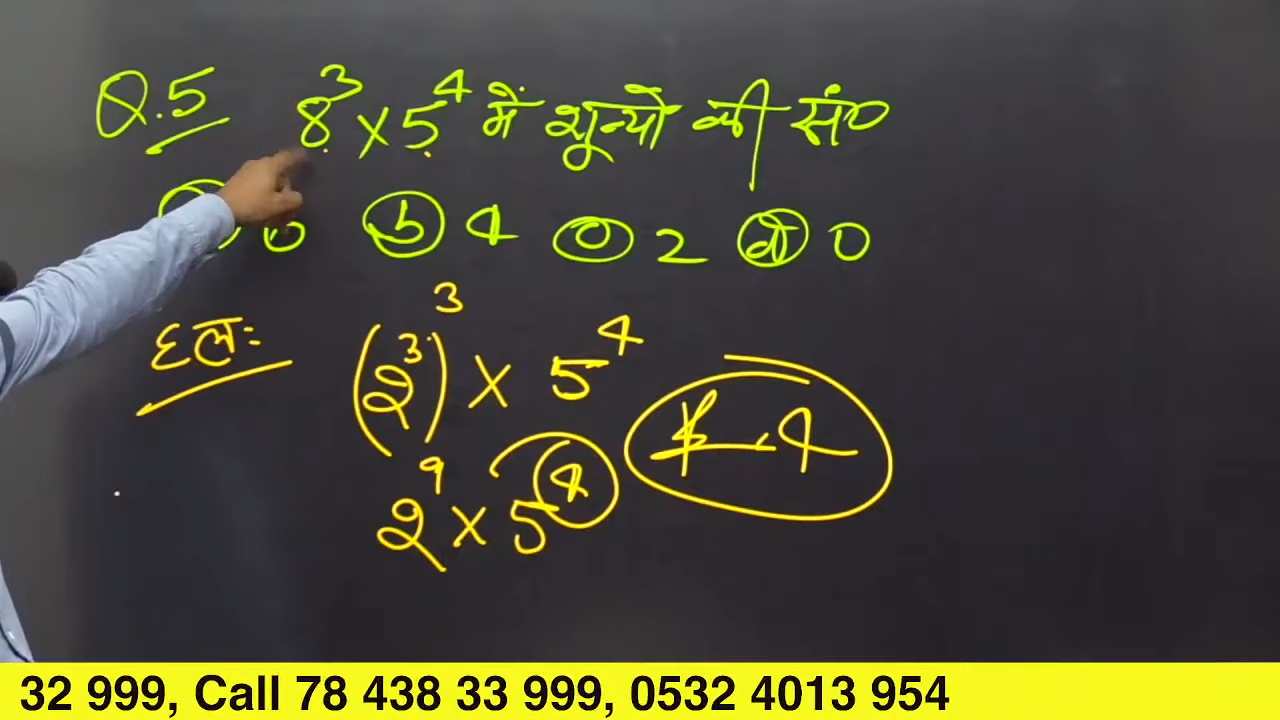 Q.5 8³ × 5⁴ में शून्यो की सं०
b 4 2 0
हल:
(2³)³ × 5⁴
2⁹ × 5⁴
4
32 999, Call 78 438 33 999, 0532 4013 954